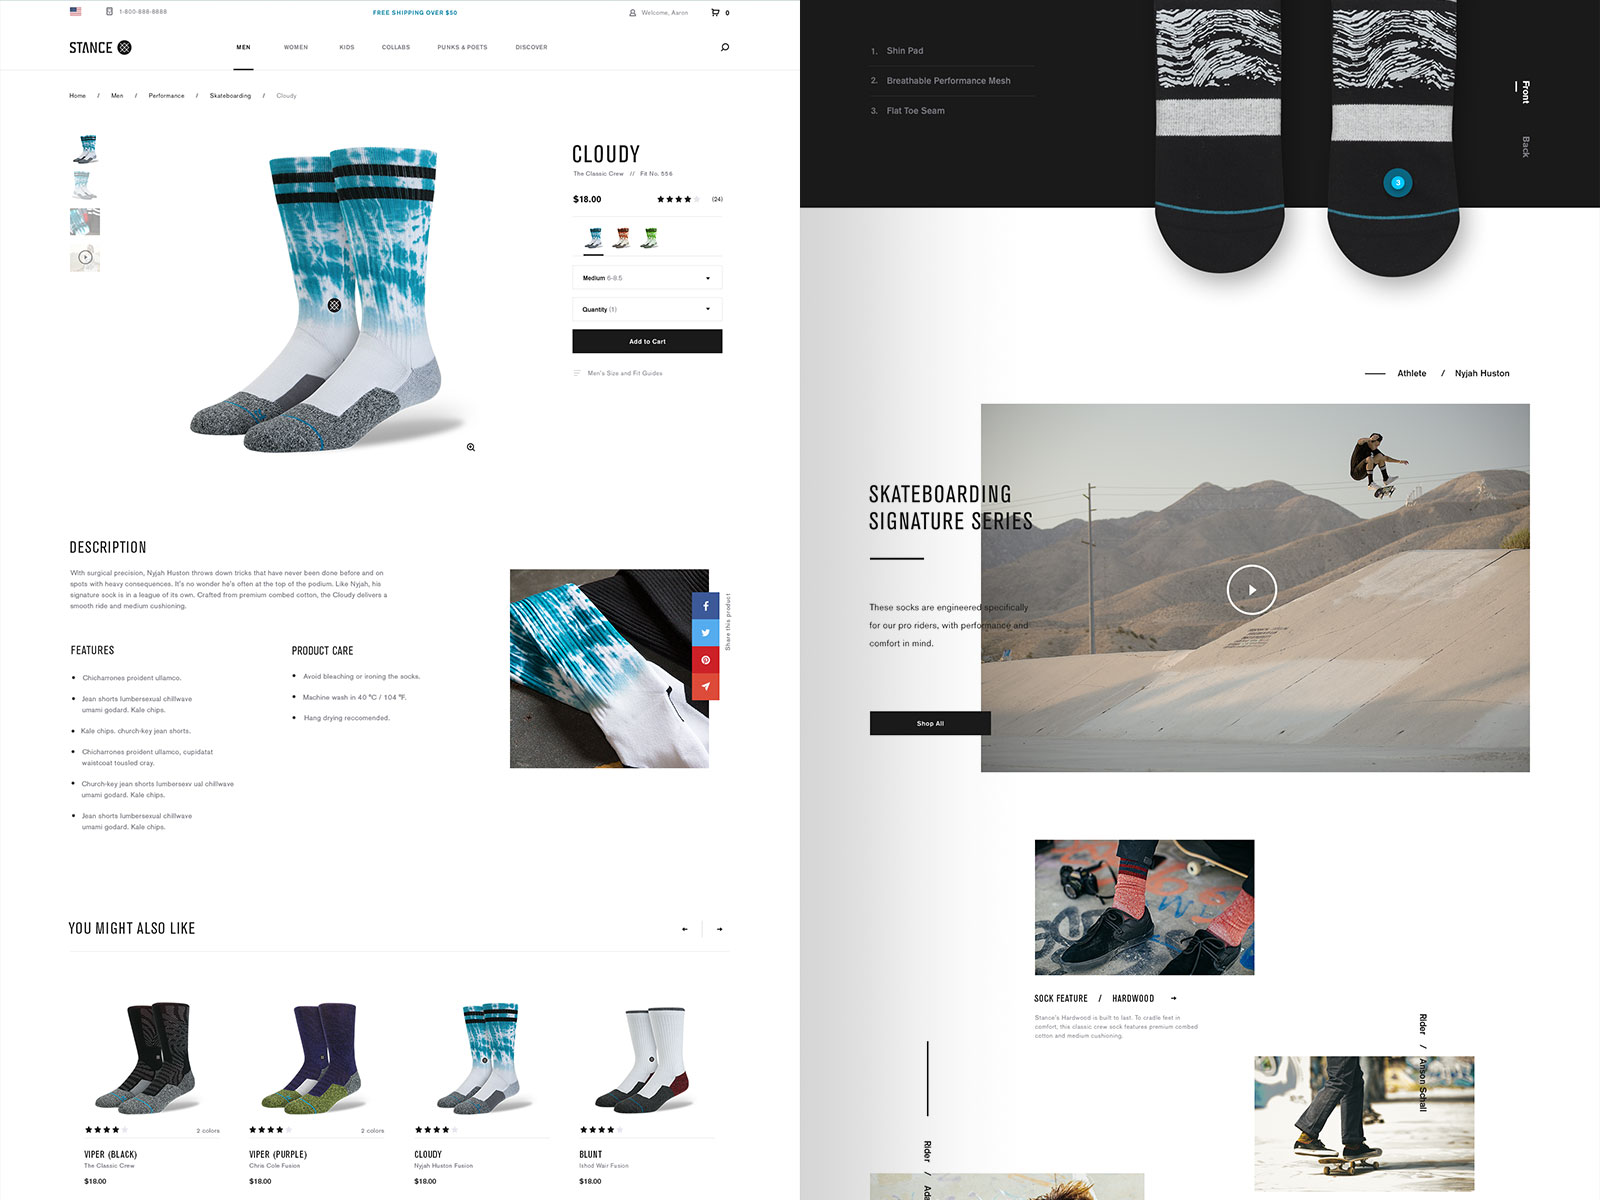 1-800-888-8888
FREE SHIPPING OVER $50
Welcome, Aaron
0
STANCE
MEN
WOMEN
KIDS
COLLABS
PUNKS & POETS
DISCOVER
Home / Men / Performance / Skateboarding / Cloudy
CLOUDY
The Classic Crew // Fit No. 556
$18.00
(24)
Medium 6-8.5
Quantity (1)
Add to Cart
Men's Size and Fit Guides
DESCRIPTION
With surgical precision, Nyjah Huston throws down tricks that have never been done before and on
spots with heavy consequences. It's no wonder he's often at the top of the podium. Like Nyjah, his
signature sock is in a league of its own. Crafted from premium combed cotton, the Cloudy delivers a
smooth ride and medium cushioning.
FEATURES
Chicharrones proident ullamco.
Jean shorts lumbersexual chillwave
umami godard. Kale chips.
Kale chips. church-key jean shorts.
Chicharrones proident ullamco, cupidatat
waistcoat tousled cray.
Church-key jean shorts lumbersexv ual chillwave
umami godard. Kale chips.
Jean shorts lumbersexual chillwave
umami godard. Kale chips.
PRODUCT CARE
Avoid bleaching or ironing the socks.
Machine wash in 40 ºC / 104 ºF.
Hang drying reccomended.
Share this product
YOU MIGHT ALSO LIKE
2 colors
VIPER (BLACK)
The Classic Crew
$18.00
2 colors
VIPER (PURPLE)
Chris Cole Fusion
$18.00
CLOUDY
Nyjah Huston Fusion
$18.00
BLUNT
Ishod Wair Fusion
$18.00
1. Shin Pad
2. Breathable Performance Mesh
3. Flat Toe Seam
3
Front
Back
Athlete / Nyjah Huston
SKATEBOARDING
SIGNATURE SERIES
These socks are engineered specifically
for our pro riders, with performance and
comfort in mind.
Shop All
SOCK FEATURE / HARDWOOD
Stance's Hardwood is built to last. To cradle feet in
comfort, this classic crew sock features premium combed
cotton and medium cushioning.
Rider / Anson Schall
Rider / Ada